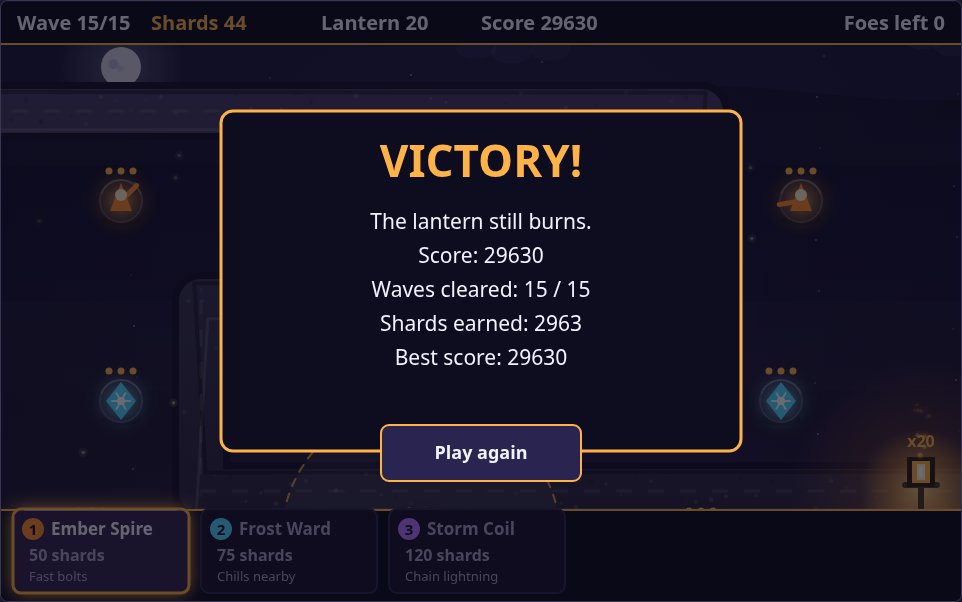 Wave 15/15 Shards 44 Lantern 20 Score 29630 Foes left 0
VICTORY!
The lantern still burns.
Score: 29630
Waves cleared: 15 / 15
Shards earned: 2963
Best score: 29630
x20
Play again
1 Ember Spire
50 shards
Fast bolts
2 Frost Ward
75 shards
Chills nearby
3 Storm Coil
120 shards
Chain lightning